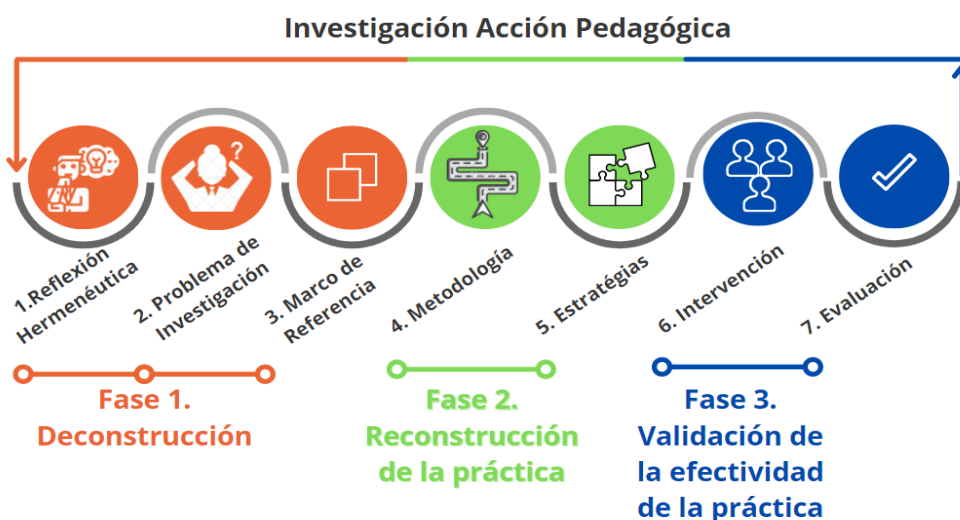 Investigación Acción Pedagógica
?
1.Reflexión
Hermenéutica
2. Problema de
Investigación
3. Marco de
Referencia
4. Metodología
5. Estratégias
6. Intervención
7. Evaluación
Fase 1.
Deconstrucción
Fase 2.
Reconstrucción
de la práctica
Fase 3.
Validación de
la efectividad
de la práctica